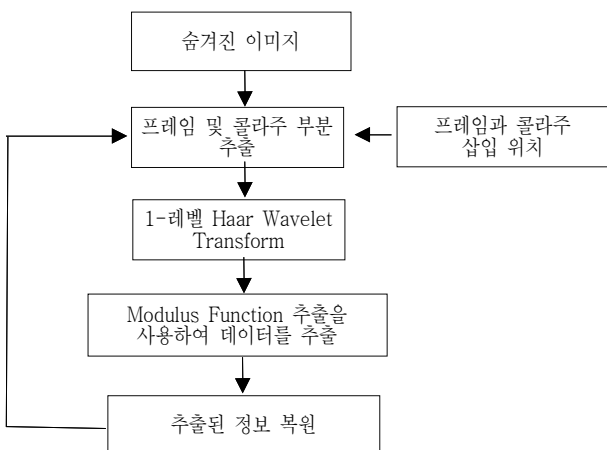 숨겨진 이미지
프레임 및 콜라주 부분
추출
프레임과 콜라주
삽입 위치
1-레벨 Haar Wavelet
Transform
Modulus Function 추출을
사용하여 데이터를 추출
추출된 정보 복원